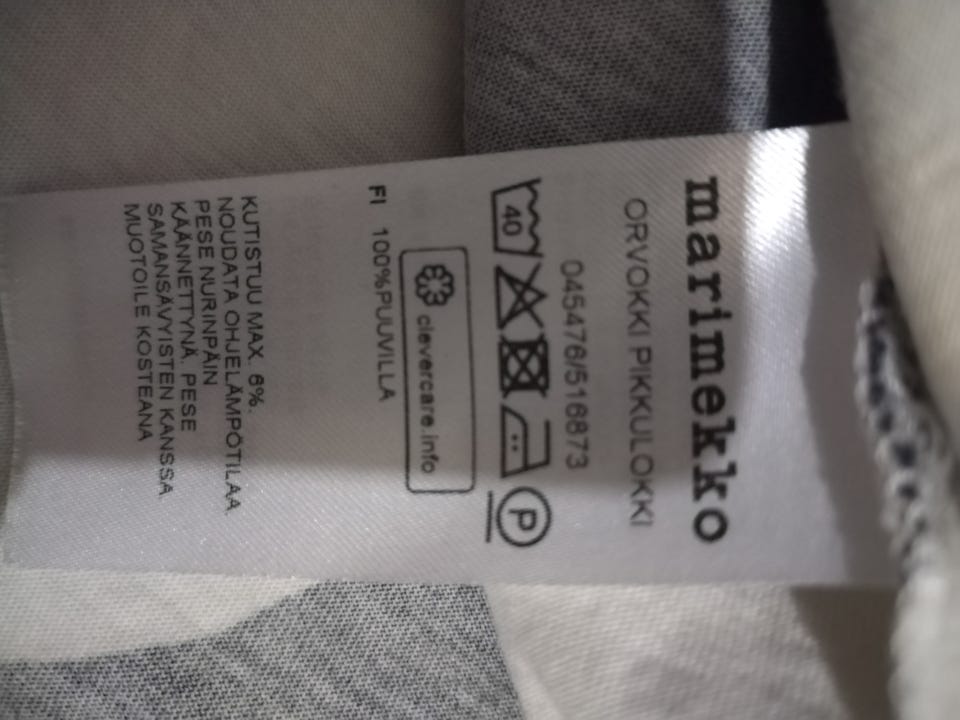 marimekko
ORVOKKI PIKKULOKKI
045476/516873
40
P
clevercare.info
FI 100%PUUVILLA
KUTISTUU MAX. 6%.
NOUDATA OHJELÄMPÖTILAA
PESE NURINPÄIN
KÄÄNNETTYNÄ. PESE
SAMANSÄVYISTEN KANSSA
MUOTOILE KOSTEANA